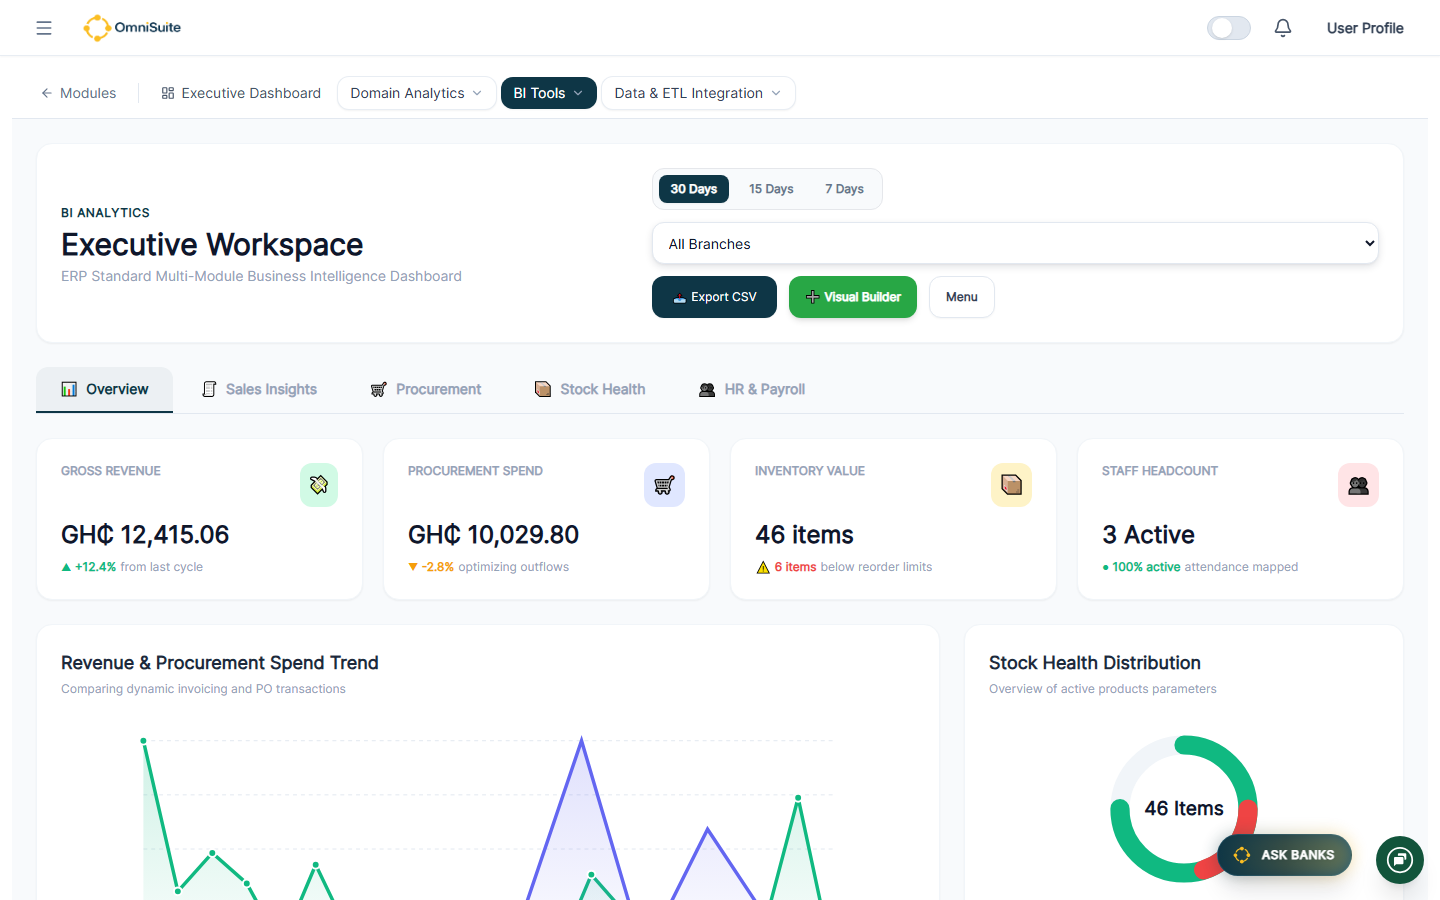 OmniSuite
User Profile
Modules
Executive Dashboard
Domain Analytics
BI Tools
Data & ETL Integration
BI ANALYTICS
Executive Workspace
ERP Standard Multi-Module Business Intelligence Dashboard
30 Days
15 Days
7 Days
All Branches
Export CSV
Visual Builder
Menu
Overview
Sales Insights
Procurement
Stock Health
HR & Payroll
GROSS REVENUE
GH₵ 12,415.06
▲ +12.4% from last cycle
PROCUREMENT SPEND
GH₵ 10,029.80
▼ -2.8% optimizing outflows
INVENTORY VALUE
46 items
6 items below reorder limits
STAFF HEADCOUNT
3 Active
● 100% active attendance mapped
Revenue & Procurement Spend Trend
Comparing dynamic invoicing and PO transactions
Stock Health Distribution
Overview of active products parameters
46 Items
ASK BANKS